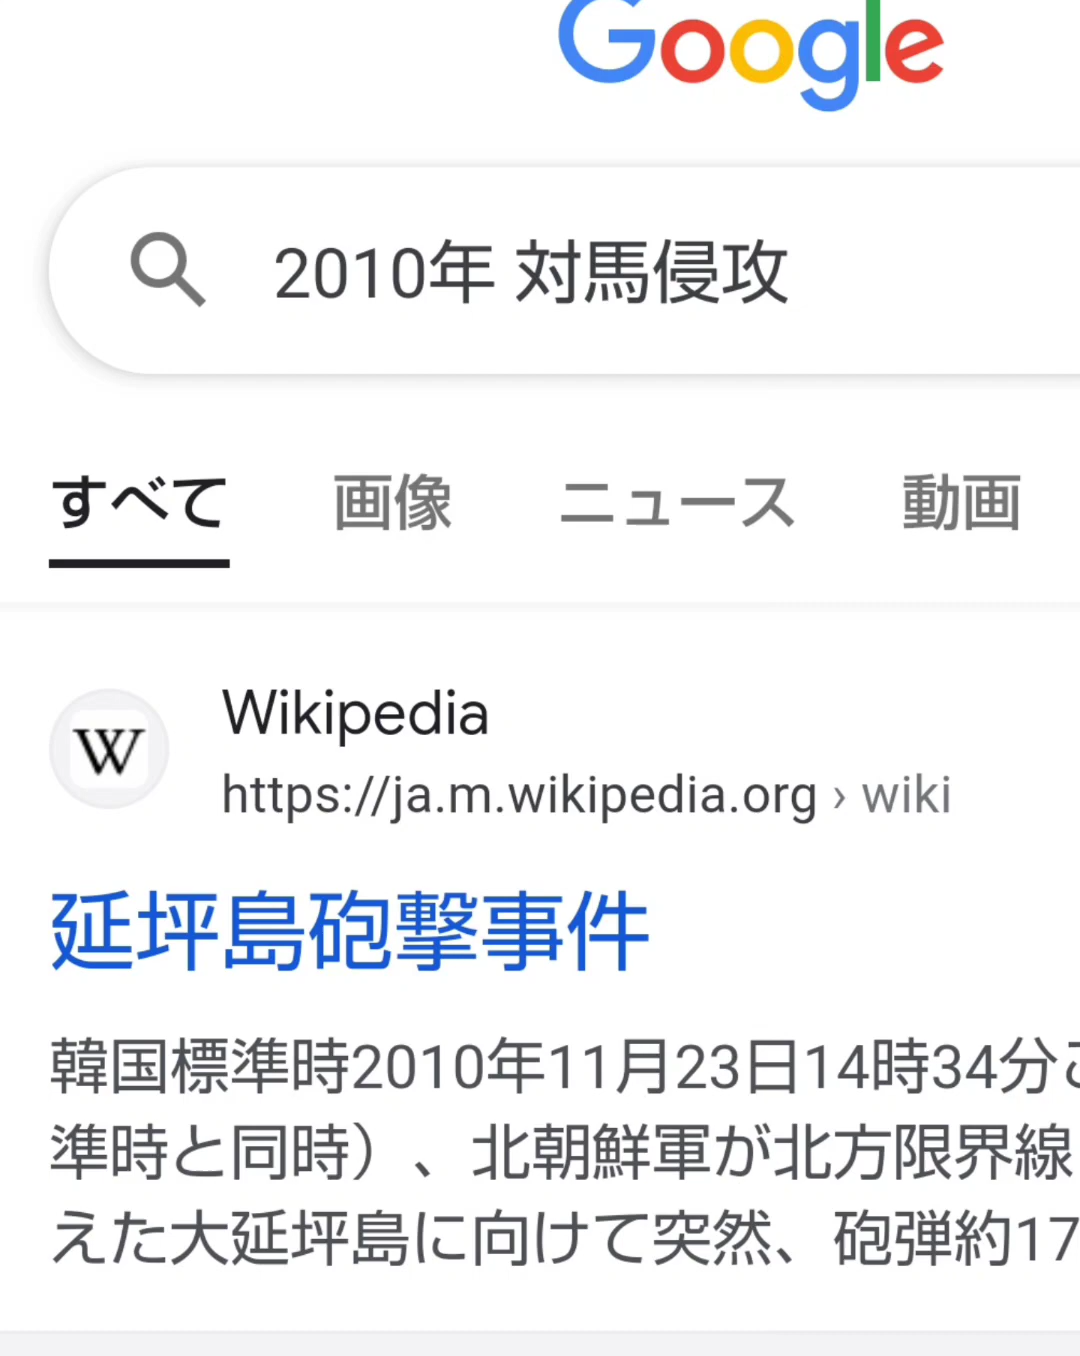 Google
2010年 対馬侵攻
すべて 画像 ニュース 動画
W
Wikipedia
https://ja.m.wikipedia.org › wiki
延坪島砲撃事件
韓国標準時2010年11月23日14時34分
準時と同時）、北朝鮮軍が北方限界線
えた大延坪島に向けて突然、砲弾約17